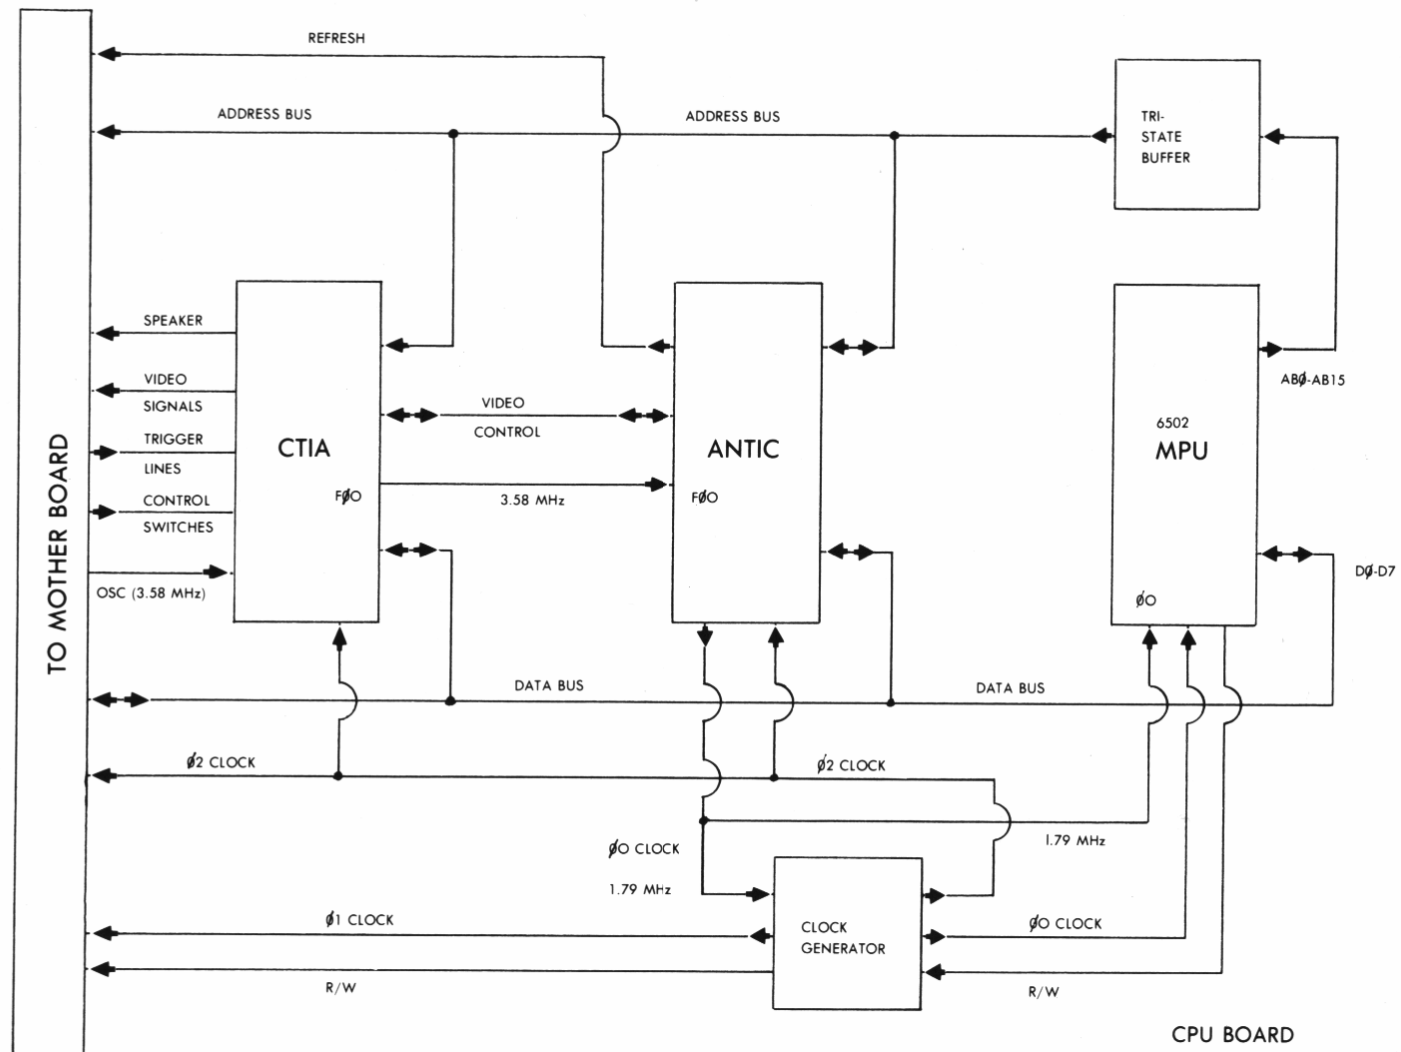 REFRESH
ADDRESS BUS
ADDRESS BUS
TRI-
STATE
BUFFER
SPEAKER
VIDEO
SIGNALS
TRIGGER
LINES
CONTROL
SWITCHES
OSC (3.58 MHz)
TO MOTHER BOARD
CTIA
FØO
VIDEO
CONTROL
3.58 MHz
ANTIC
FØO
6502
MPU
ØO
ABØ-AB15
DØ-D7
DATA BUS
DATA BUS
Ø2 CLOCK
Ø2 CLOCK
ØO CLOCK
1.79 MHz
1.79 MHz
Ø1 CLOCK
CLOCK
GENERATOR
ØO CLOCK
R/W
R/W
CPU BOARD